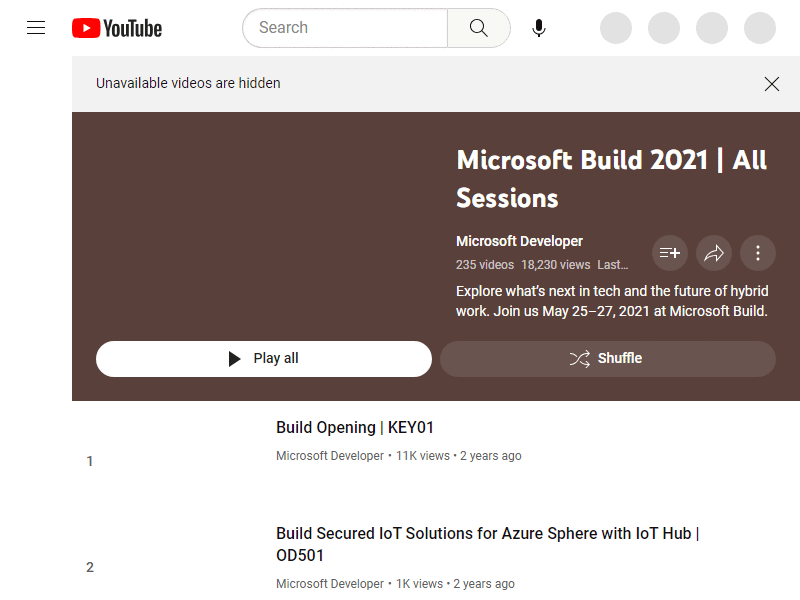 YouTube
Search
Unavailable videos are hidden
Microsoft Build 2021 | All
Sessions
Microsoft Developer
235 videos 18,230 views Last...
Explore what's next in tech and the future of hybrid
work. Join us May 25–27, 2021 at Microsoft Build.
Play all
Shuffle
1
Build Opening | KEY01
Microsoft Developer • 11K views • 2 years ago
2
Build Secured IoT Solutions for Azure Sphere with IoT Hub |
OD501
Microsoft Developer • 1K views • 2 years ago